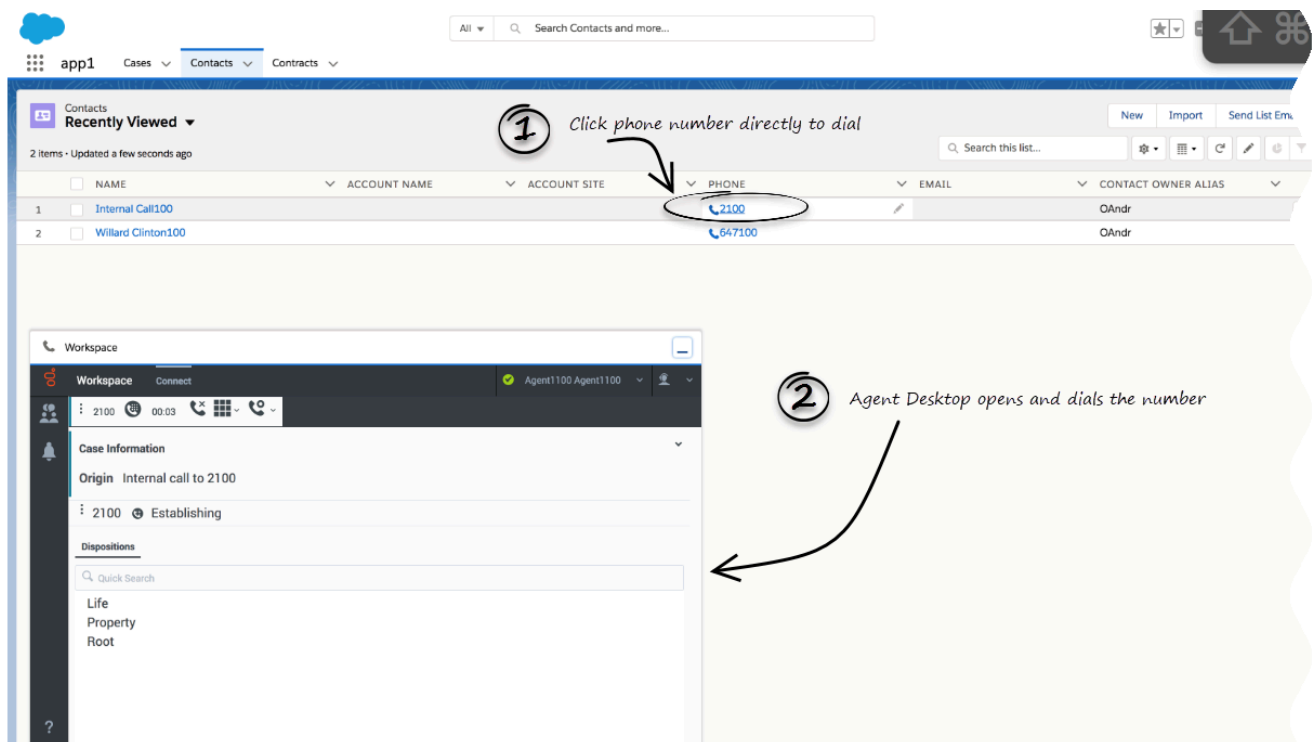 All Search Contacts and more...
app1 Cases Contacts Contracts
Contacts
Recently Viewed
New Import Send List Ema
1 Click phone number directly to dial
2 items • Updated a few seconds ago
Search this list...
NAME ACCOUNT NAME ACCOUNT SITE PHONE EMAIL CONTACT OWNER ALIAS
1 Internal Call100 2100 OAndr
2 Willard Clinton100 647100 OAndr
Workspace
Workspace Connect Agent1100 Agent1100
2100 00:03
2 Agent Desktop opens and dials the number
Case Information
Origin Internal call to 2100
2100 Establishing
Dispositions
Quick Search
Life
Property
Root
?